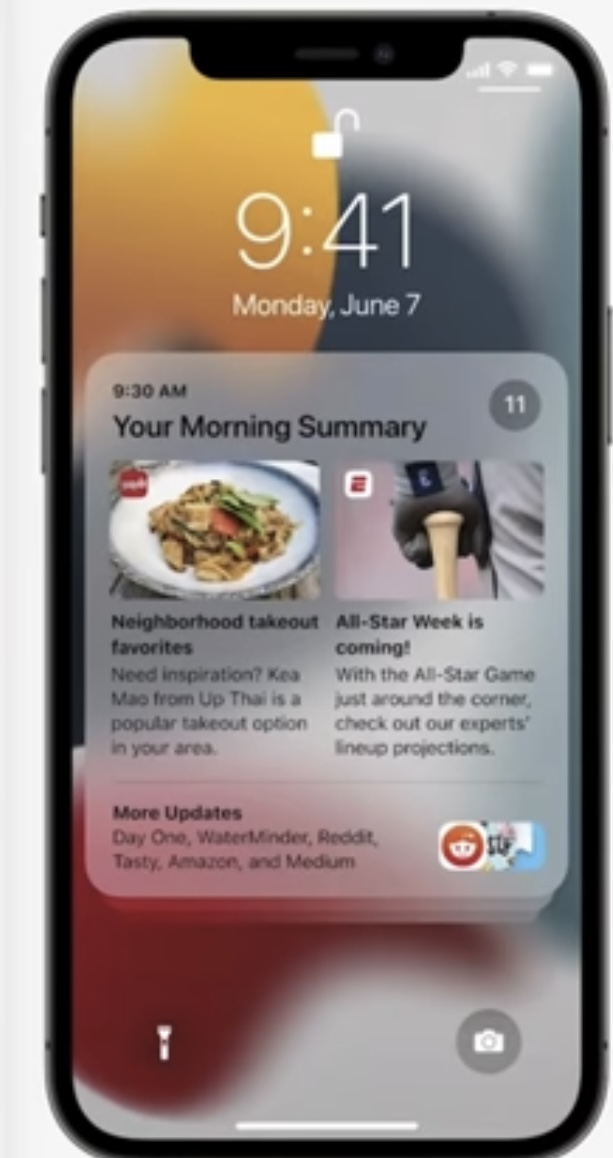 9:41
Monday, June 7
9:30 AM
11
Your Morning Summary
Neighborhood takeout
favorites
Need inspiration? Kea
Mao from Up Thai is a
popular takeout option
in your area.
All-Star Week is
coming!
With the All-Star Game
just around the corner,
check out our experts'
lineup projections.
More Updates
Day One, WaterMinder, Reddit,
Tasty, Amazon, and Medium